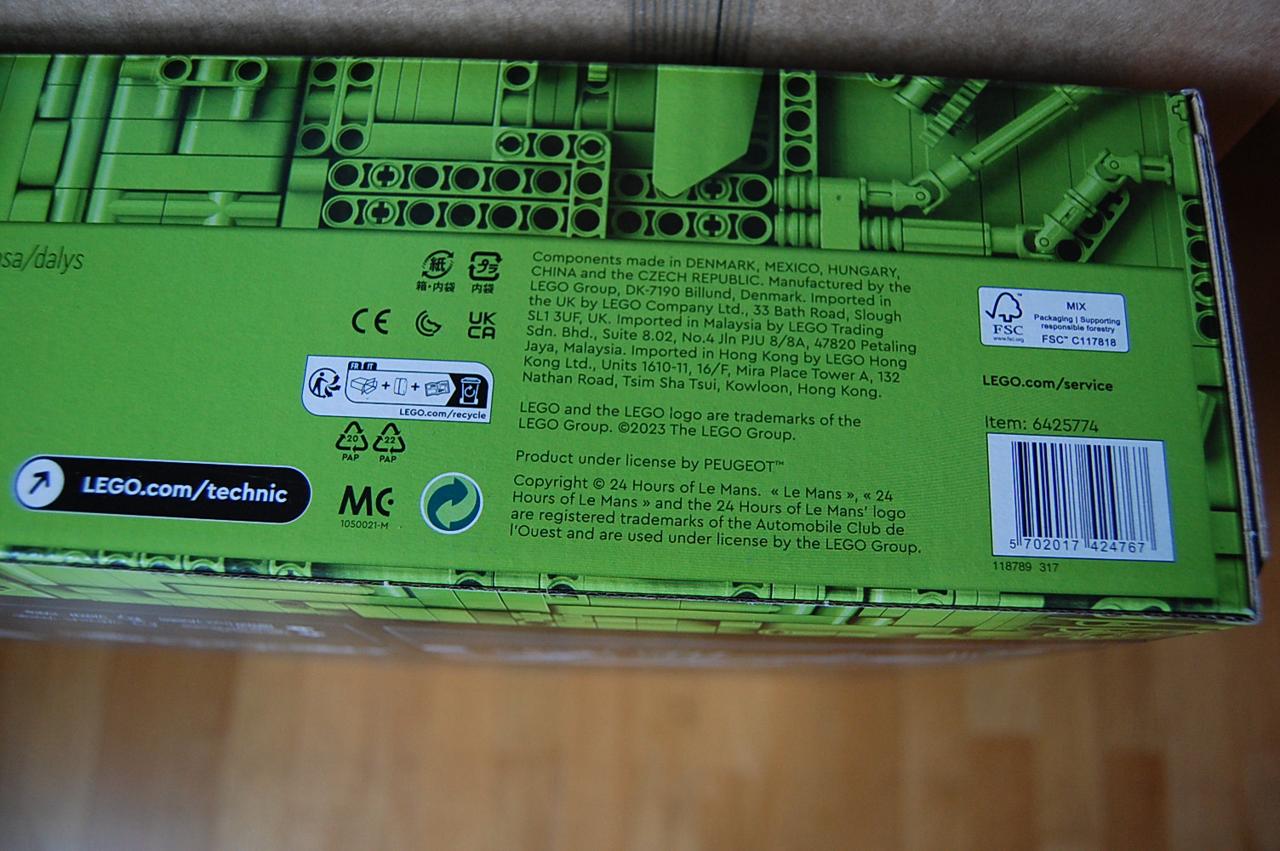 osa/dalys
紙
箱・内袋
プラ
内袋
CE
UK
CA
FR IT
LEGO.com/recycle
20
PAP
22
PAP
LEGO.com/technic
MC
1050021-M
Components made in DENMARK, MEXICO, HUNGARY,
CHINA and the CZECH REPUBLIC. Manufactured by the
LEGO Group, DK-7190 Billund, Denmark. Imported in
the UK by LEGO Company Ltd., 33 Bath Road, Slough
SL1 3UF, UK. Imported in Malaysia by LEGO Trading
Sdn. Bhd., Suite 8.02, No.4 Jln PJU 8/8A, 47820 Petaling
Jaya, Malaysia. Imported in Hong Kong by LEGO Hong
Kong Ltd., Units 1610-11, 16/F, Mira Place Tower A, 132
Nathan Road, Tsim Sha Tsui, Kowloon, Hong Kong.
LEGO and the LEGO logo are trademarks of the
LEGO Group. ©2023 The LEGO Group.
Product under license by PEUGEOT™
Copyright © 24 Hours of Le Mans. « Le Mans », « 24
Hours of Le Mans » and the 24 Hours of Le Mans' logo
are registered trademarks of the Automobile Club de
l'Ouest and are used under license by the LEGO Group.
FSC
www.fsc.org
MIX
Packaging | Supporting
responsible forestry
FSC™ C117818
LEGO.com/service
Item: 6425774
5 702017 424767
118789 317